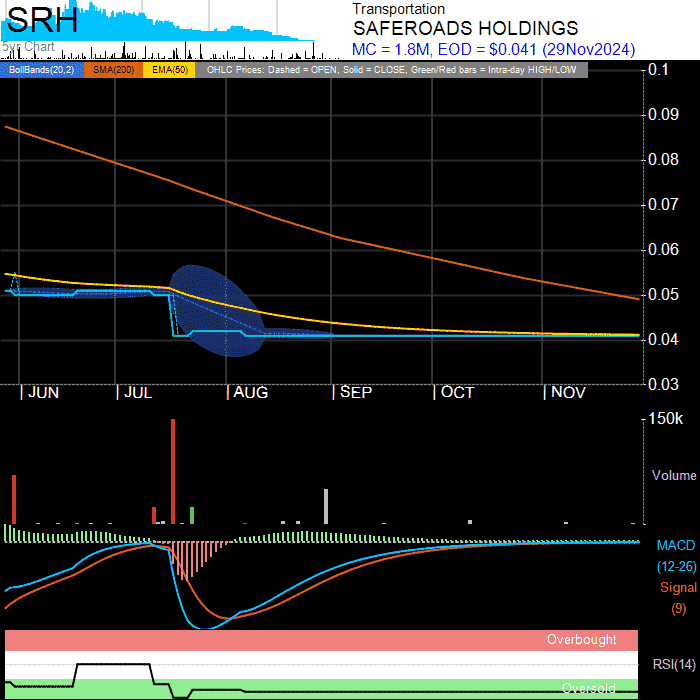 SRH
Transportation
SAFEROADS HOLDINGS
MC = 1.8M, EOD = $0.041 (29Nov2024)
5yr Chart
BollBands(20,2) SMA(200) EMA(50) OHLC Prices: Dashed = OPEN, Solid = CLOSE, Green/Red bars = Intra-day HIGH/LOW
0.1
0.09
0.08
0.07
0.06
0.05
0.04
0.03
JUN JUL AUG SEP OCT NOV
150k
Volume
MACD
(12-26)
Signal
(9)
Overbought
RSI(14)
Oversold